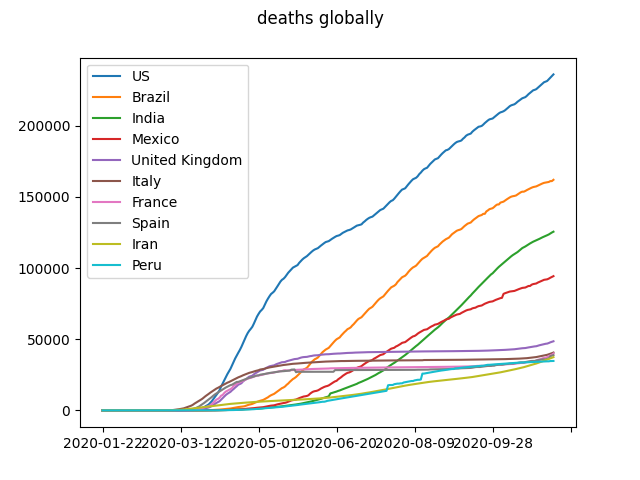 deaths globally
US
Brazil
India
Mexico
United Kingdom
Italy
France
Spain
Iran
Peru
200000
150000
100000
50000
0
2020-01-22 2020-03-12 2020-05-01 2020-06-20 2020-08-09 2020-09-28